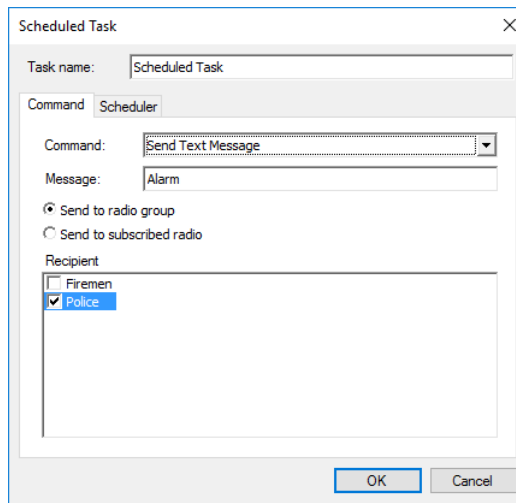 Scheduled Task
Task name: Scheduled Task
Command Scheduler
Command: Send Text Message
Message: Alarm
Send to radio group
Send to subscribed radio
Recipient
Firemen
Police
OK Cancel